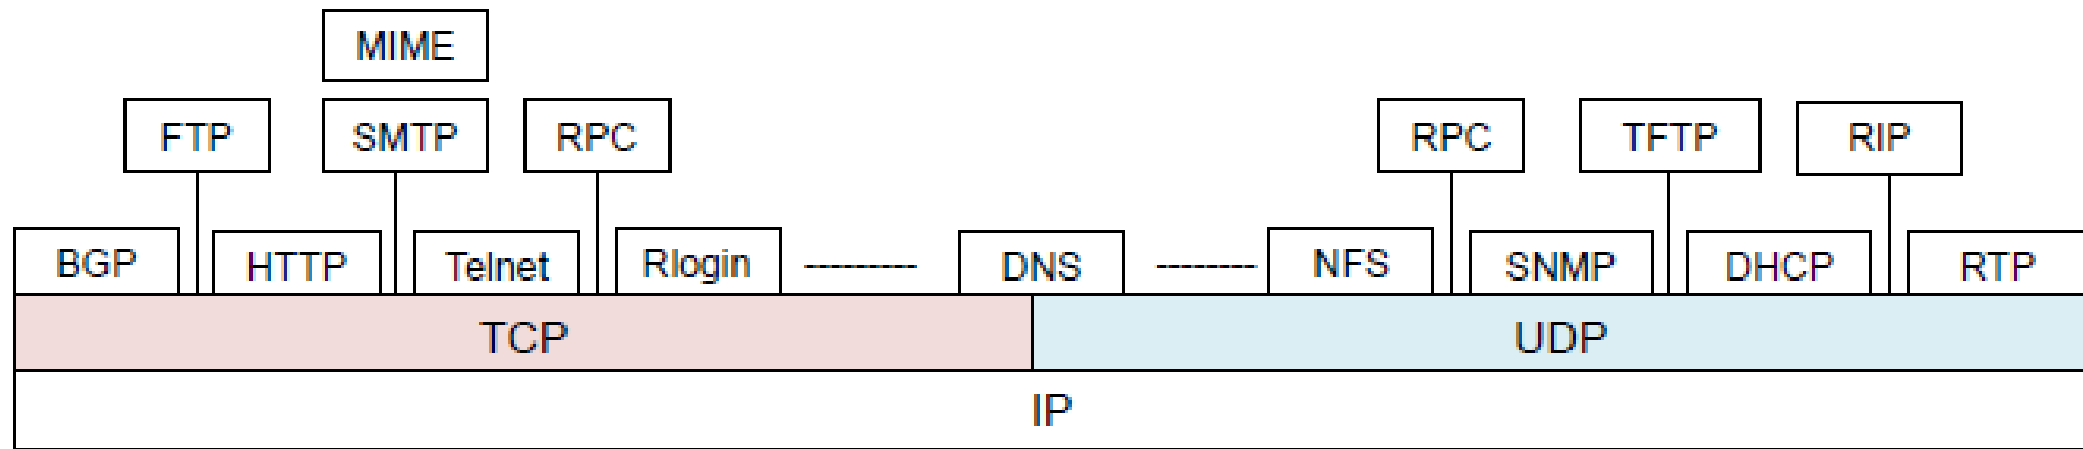 MIME
FTP SMTP RPC RPC TFTP RIP
BGP HTTP Telnet Rlogin --------- DNS -------- NFS SNMP DHCP RTP
TCP UDP
IP